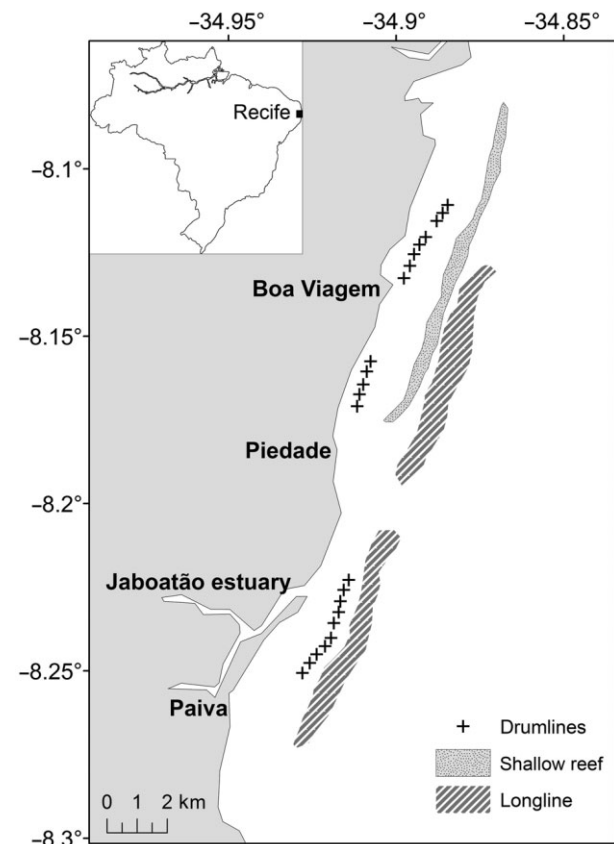 −34.95 −34.9 −34.85
Recife
−8.1°
Boa Viagem
−8.15°
Piedade
−8.2°
Jaboatão estuary
−8.25°
Paiva
+ Drumlines
Shallow reef
Longline
0 1 2 km
−8.3°